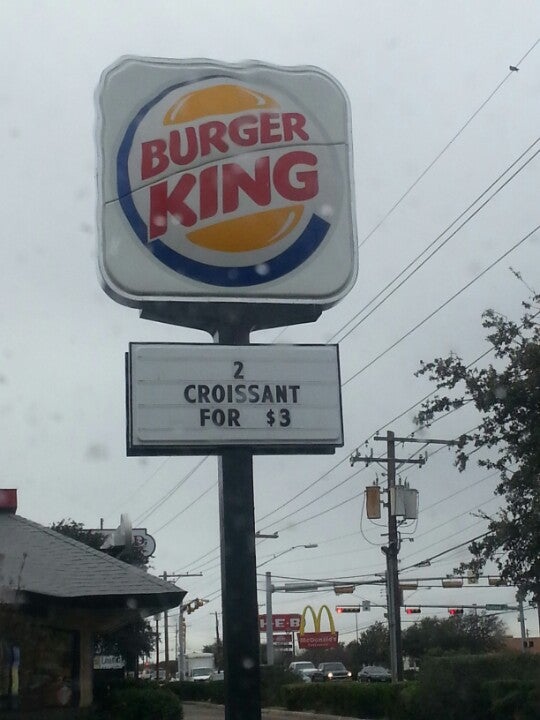 BURGER
KING
2
CROISSANT
FOR $3
H-E-B
McDonald's